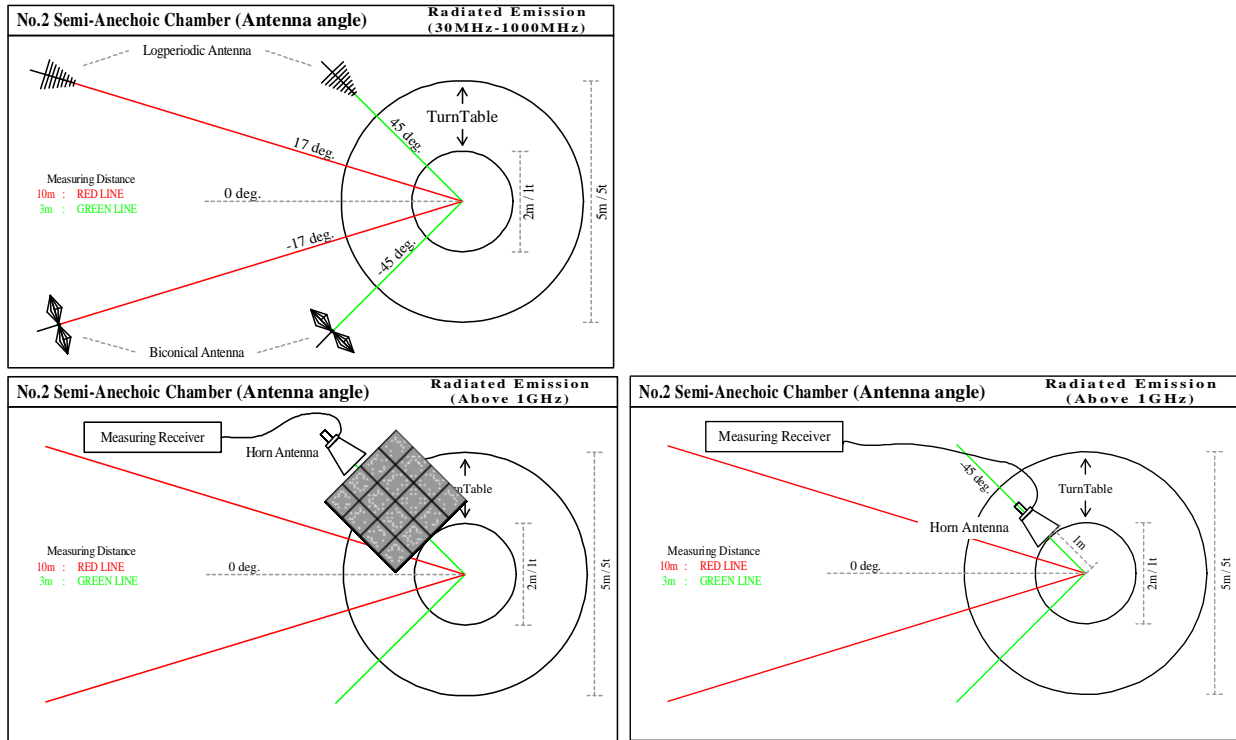 No.2 Semi-Anechoic Chamber (Antenna angle)
Radiated Emission
(30MHz-1000MHz)
Logperiodic Antenna
TurnTable
45 deg.
17 deg.
Measuring Distance
10m : RED LINE
3m : GREEN LINE
0 deg.
2m / 1t
5m / 5t
-17 deg.
-45 deg.
Biconical Antenna
No.2 Semi-Anechoic Chamber (Antenna angle)
Radiated Emission
(Above 1GHz)
Measuring Receiver
Horn Antenna
nTable
Measuring Distance
10m : RED LINE
3m : GREEN LINE
0 deg.
2m / 1t
5m / 5t
No.2 Semi-Anechoic Chamber (Antenna angle)
Radiated Emission
(Above 1GHz)
Measuring Receiver
-45 deg.
TurnTable
Horn Antenna
1m
Measuring Distance
10m : RED LINE
3m : GREEN LINE
0 deg.
2m / 1t
5m / 5t